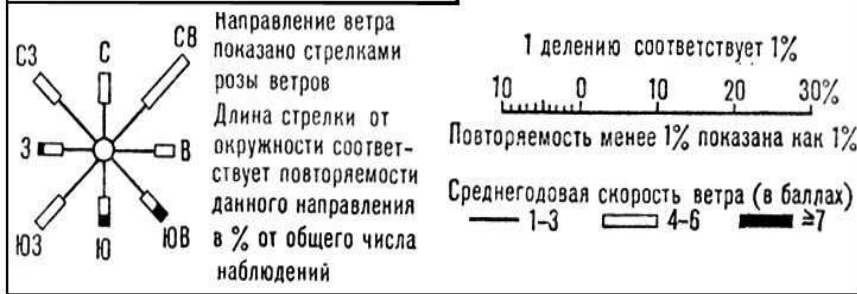 СЗ
С
СВ
З
В
ЮЗ
Ю
ЮВ
Направление ветра
показано стрелками
розы ветров
Длина стрелки от
окружности соответ-
ствует повторяемости
данного направления
в % от общего числа
наблюдений
1 делению соответствует 1%
10 0 10 20 30%
Повторяемость менее 1% показана как 1%
Среднегодовая скорость ветра (в баллах)
1-3 4-6 ≥7